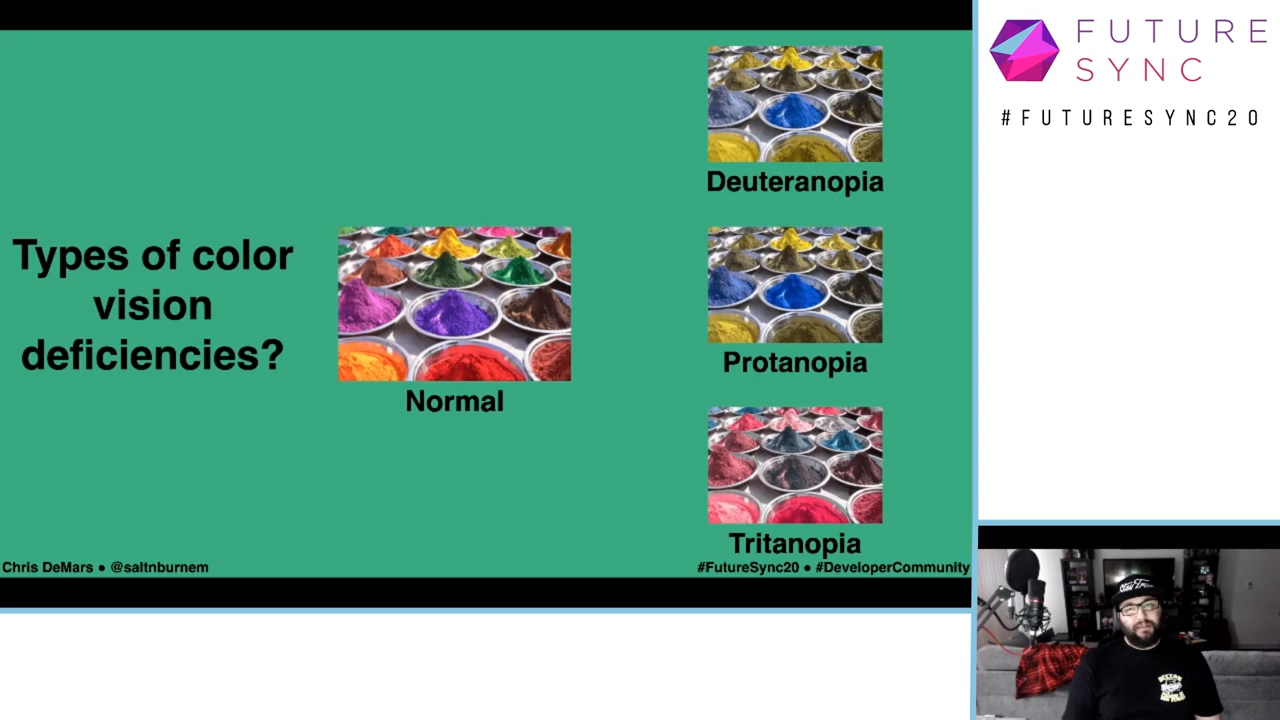 Types of color
vision
deficiencies?
Normal
Deuteranopia
Protanopia
Tritanopia
Chris DeMars ● @saltnburnem
#FutureSync20 ● #DeveloperCommunity
FUTURE
SYNC
#FUTURESYNC20